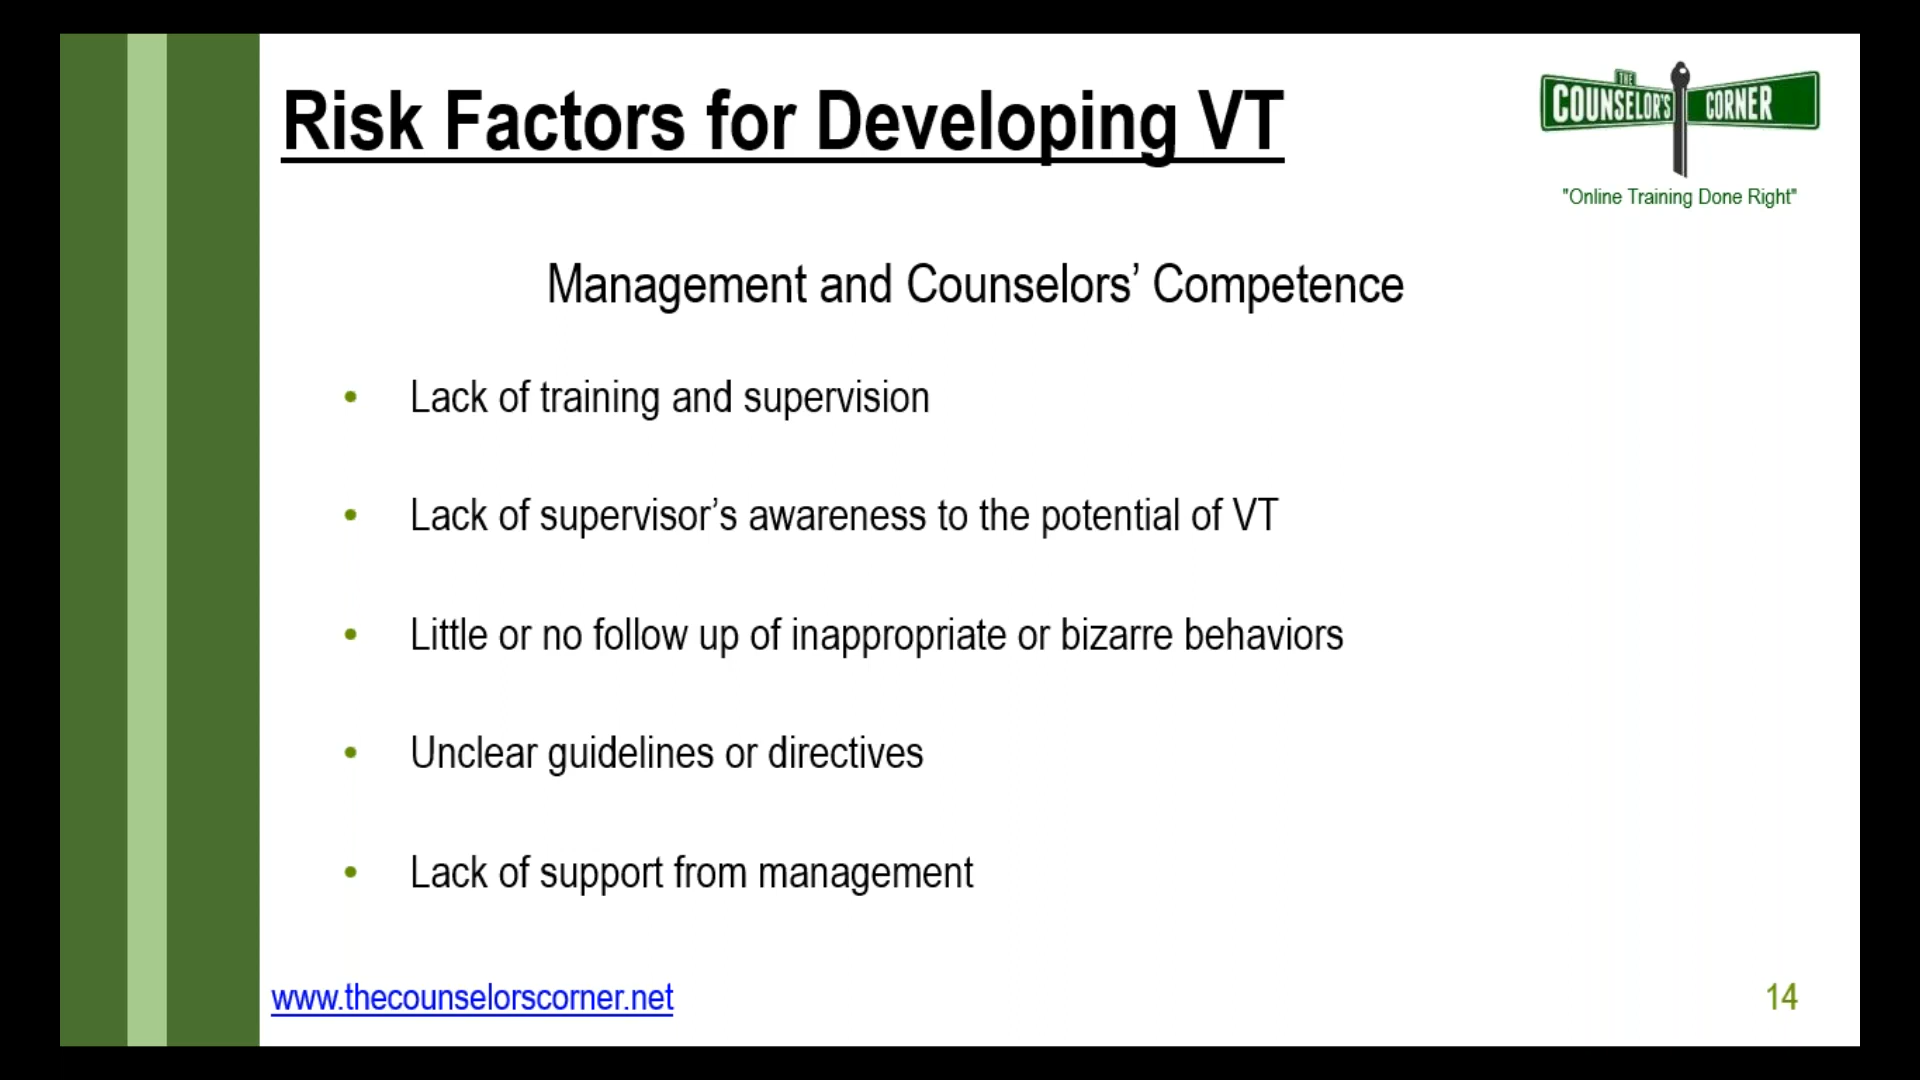 Risk Factors for Developing VT
THE
COUNSELOR'S CORNER
"Online Training Done Right"
Management and Counselors’ Competence
• Lack of training and supervision
• Lack of supervisor’s awareness to the potential of VT
• Little or no follow up of inappropriate or bizarre behaviors
• Unclear guidelines or directives
• Lack of support from management
www.thecounselorscorner.net
14